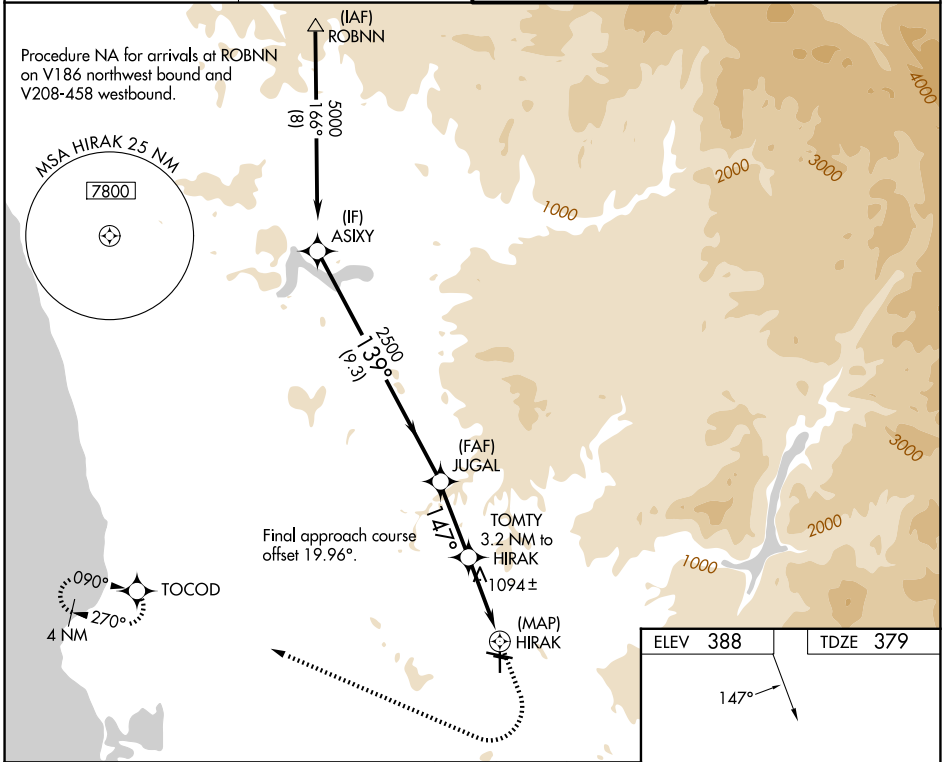 (IAF)
ROBNN
Procedure NA for arrivals at ROBNN
on V186 northwest bound and
V208-458 westbound.
5000
166°
(8)
4000
MSA HIRAK 25 NM
7800
3000
2000
1000
(IF)
ASIXY
2500
139°
(9.3)
(FAF)
JUGAL
3000
147°
TOMTY
3.2 NM to
HIRAK
Final approach course
offset 19.96°.
2000
1000
1094 ±
090°
TOCOD
270°
4 NM
(MAP)
HIRAK
ELEV 388
TDZE 379
147°